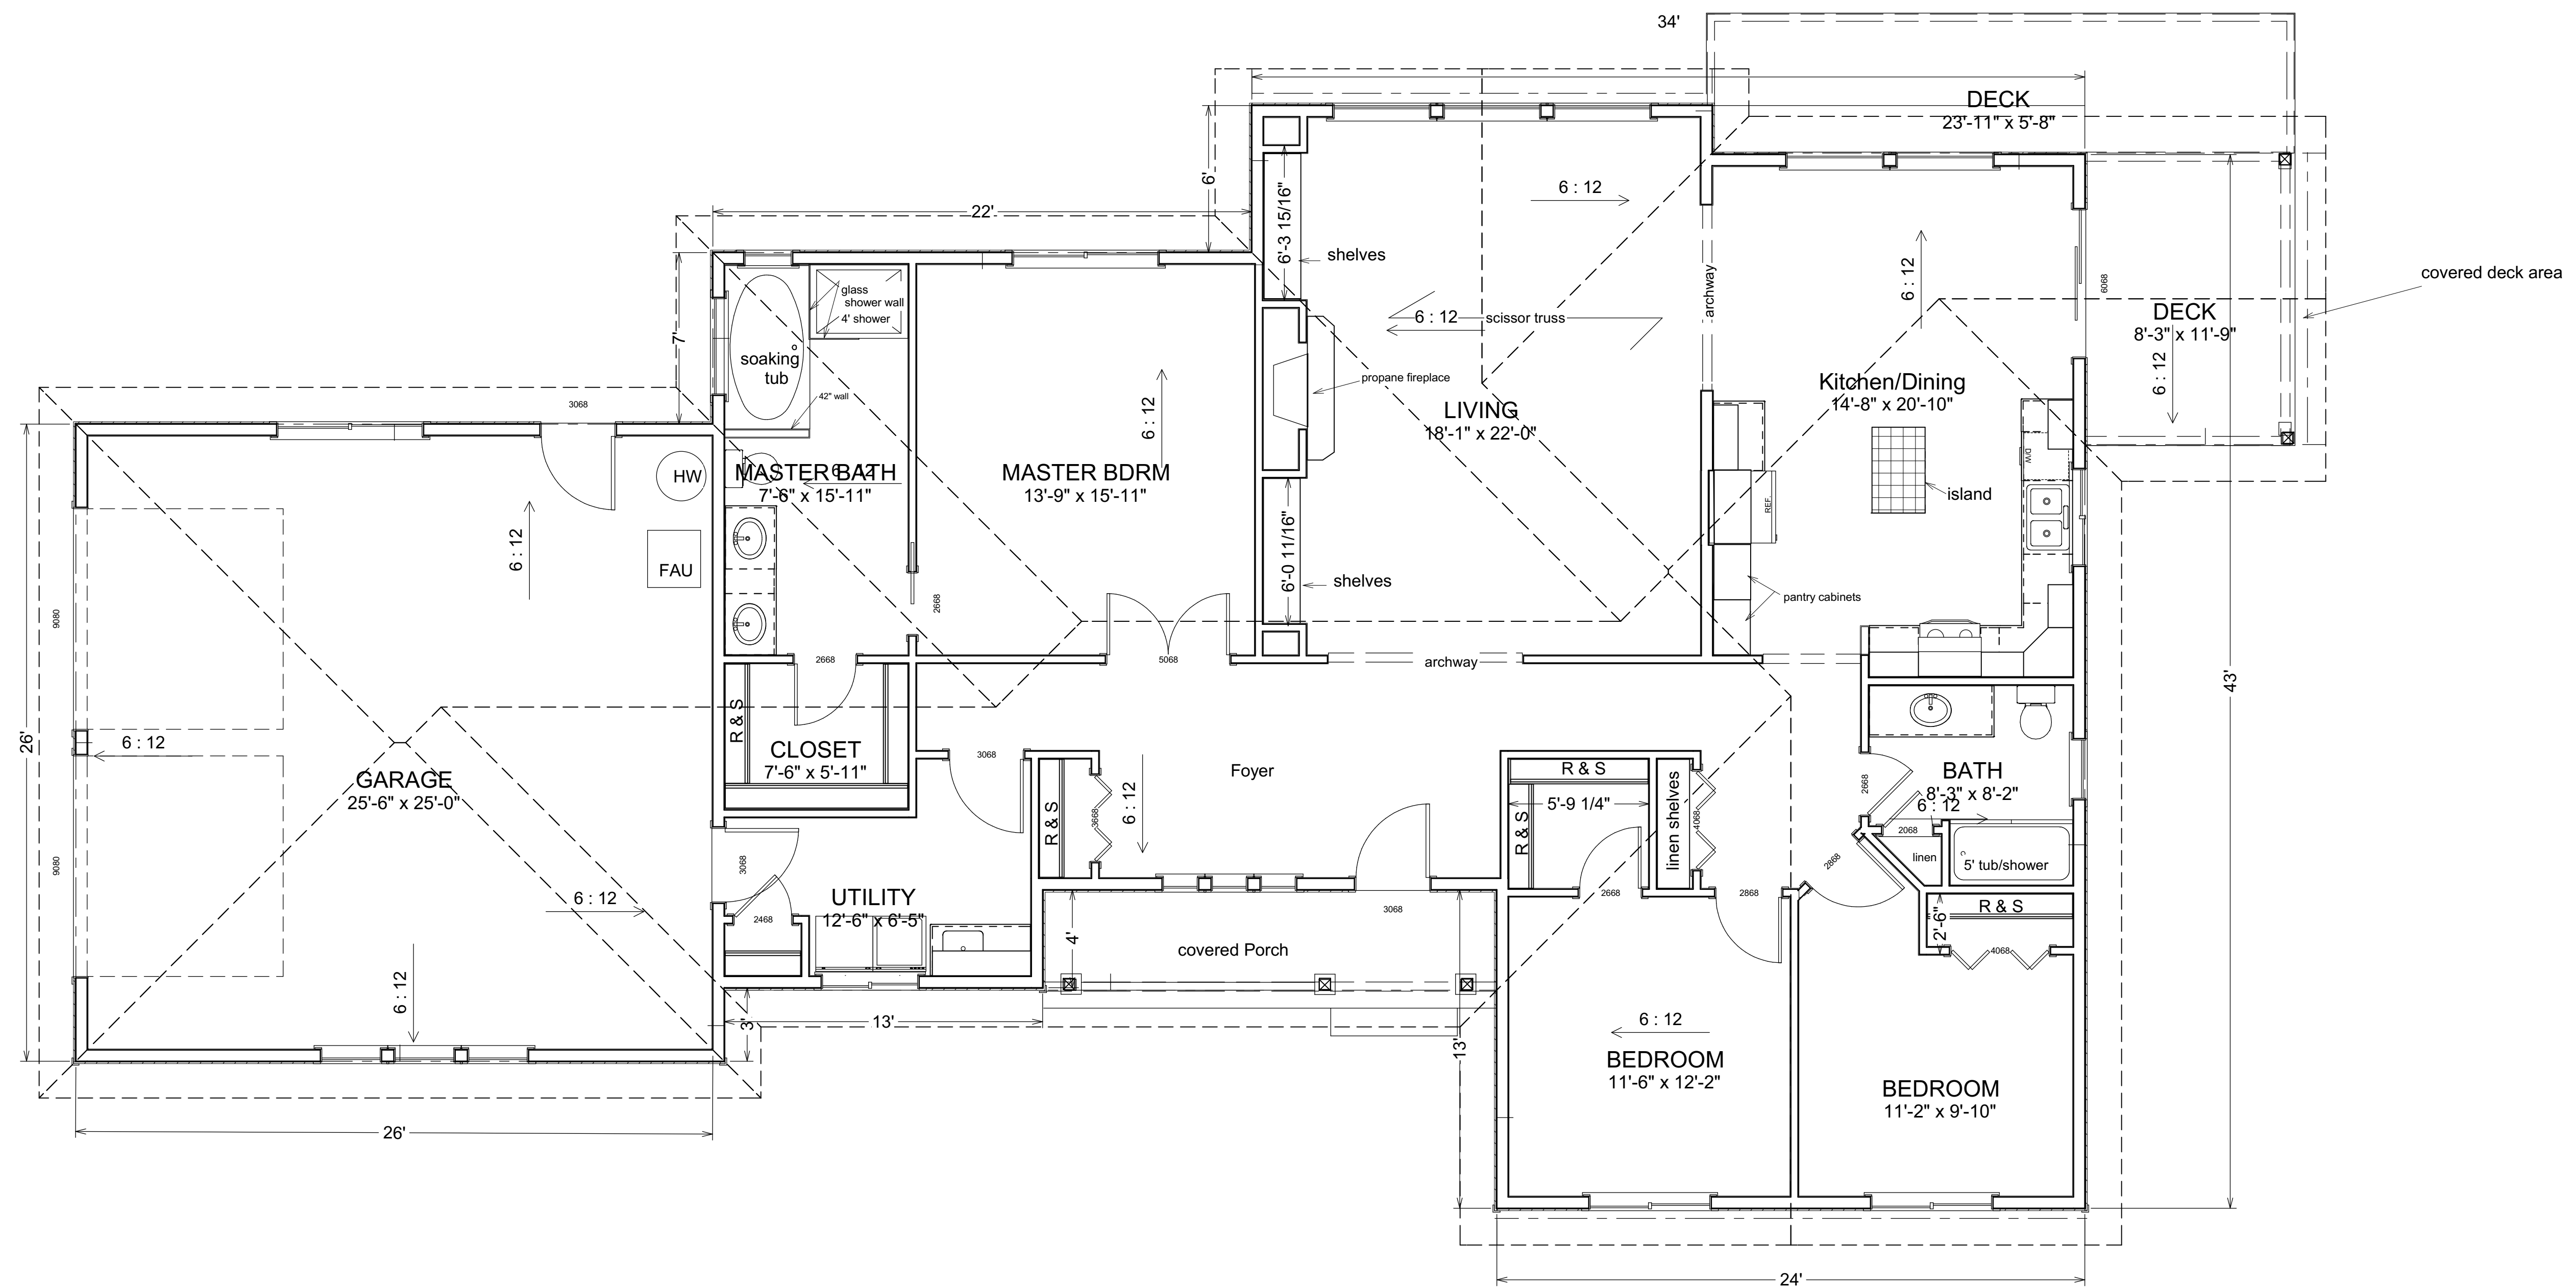 34'
DECK
23'-11" x 5'-8"
6'
6'-3 15/16"
6 : 12
22'
shelves
archway
6 : 12
6068
covered deck area
glass
shower wall
4' shower
7'
soaking
tub
6 : 12
scissor truss
DECK
8'-3" x 11'-9"
6 : 12
propane fireplace
42" wall
3068
6 : 12
LIVING
18'-1" x 22'-0"
Kitchen/Dining
14'-8" x 20'-10"
D/W
HW
MASTER BATH
7'-6" x 15'-11"
6 : 12
MASTER BDRM
13'-9" x 15'-11"
REF.
island
6 : 12
FAU
6'-0 11/16"
shelves
9080
2668
pantry cabinets
2668
5068
archway
43'
R & S
26'
6 : 12
GARAGE
25'-6" x 25'-0"
CLOSET
7'-6" x 5'-11"
3068
Foyer
R & S
5'-9 1/4"
R & S
linen shelves
4068
2668
BATH
8'-3" x 8'-2"
6 : 12
R & S
3668
6 : 12
2068
9080
3068
linen
5' tub/shower
2868
6 : 12
UTILITY
12'-6" x 6'-5"
2468
3068
2668
2868
R & S
2'-6"
4068
4'
covered Porch
6 : 12
3'
13'
13'
6 : 12
BEDROOM
11'-6" x 12'-2"
BEDROOM
11'-2" x 9'-10"
26'
24'